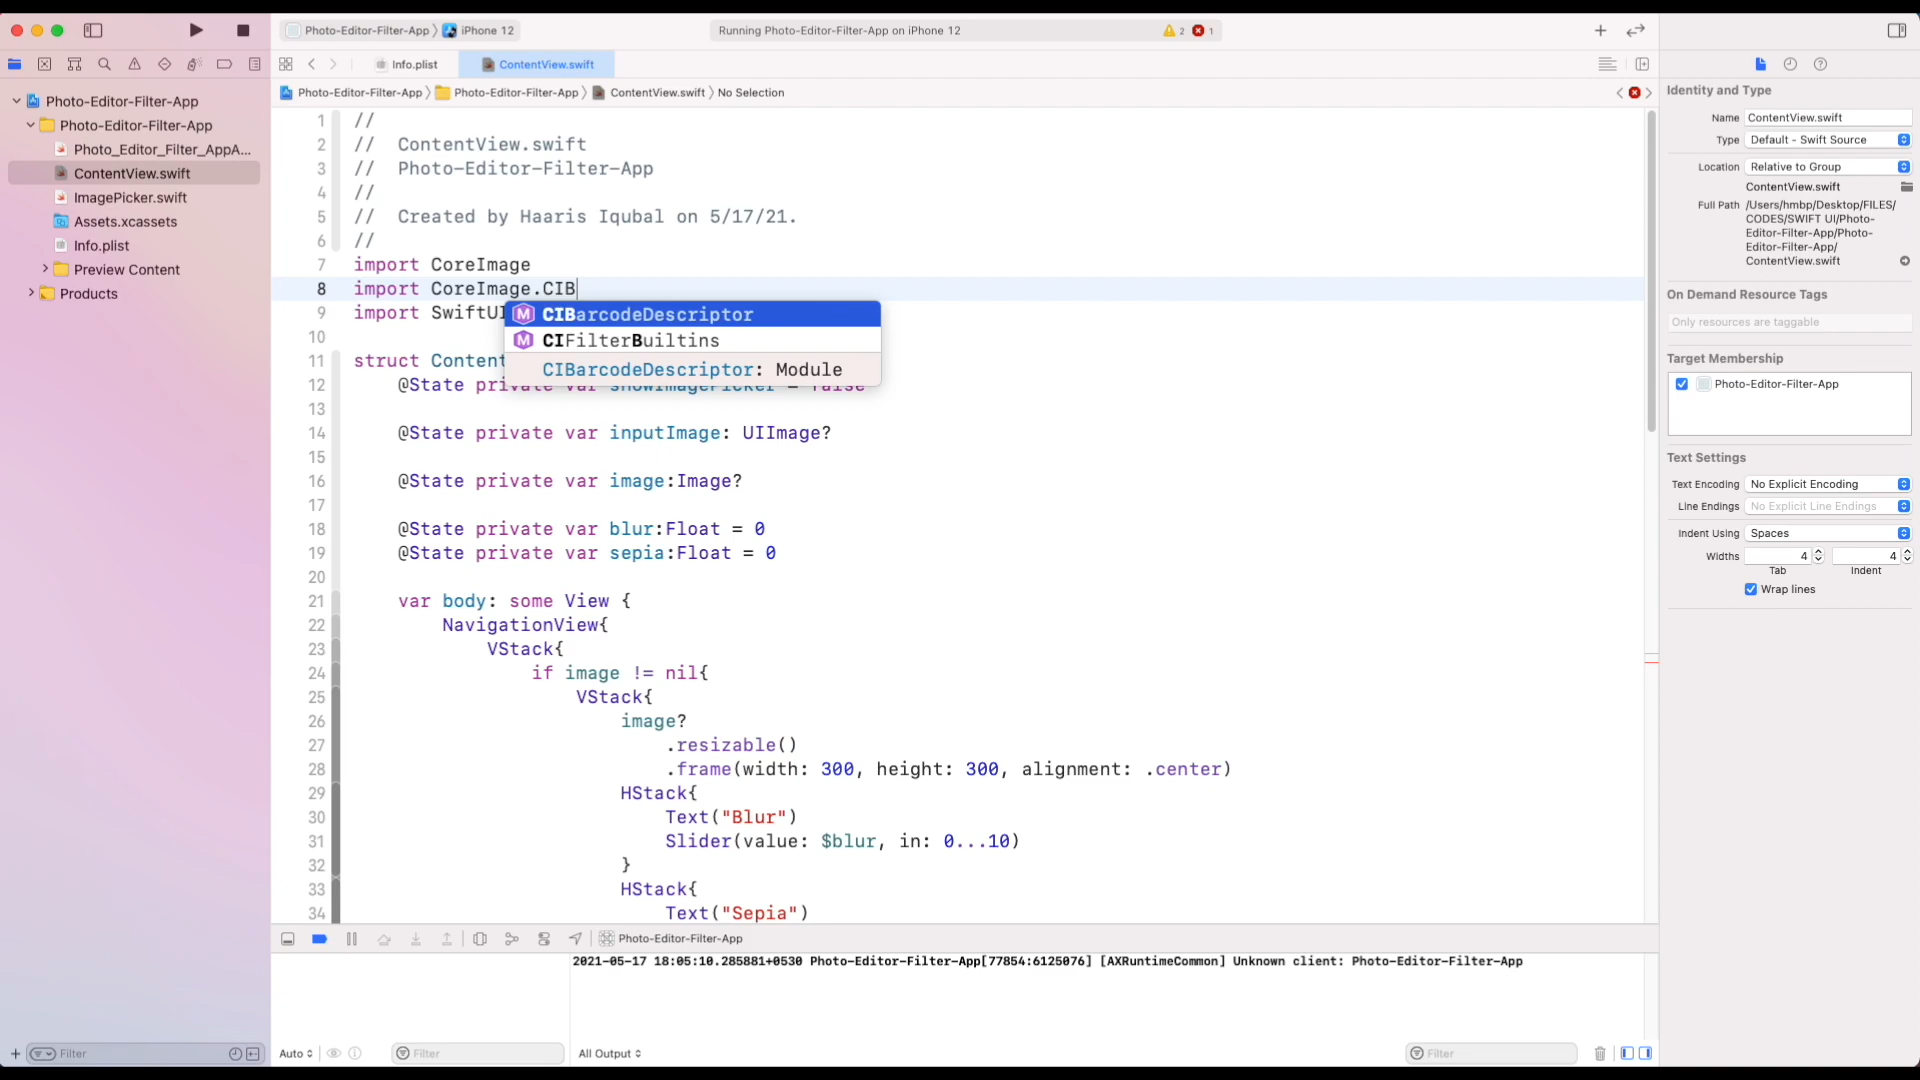 Photo-Editor-Filter-App 〉 iPhone 12
Running Photo-Editor-Filter-App on iPhone 12
2
1
Info.plist
ContentView.swift
Photo-Editor-Filter-App 〉 Photo-Editor-Filter-App 〉 ContentView.swift 〉 No Selection
Photo-Editor-Filter-App
Photo-Editor-Filter-App
Photo_Editor_Filter_AppA...
ContentView.swift
ImagePicker.swift
Assets.xcassets
Info.plist
Preview Content
Products
Filter
1 //
2 //  ContentView.swift
3 //  Photo-Editor-Filter-App
4 //
5 //  Created by Haaris Iqubal on 5/17/21.
6 //
7 import CoreImage
8 import CoreImage.CIB
9 import SwiftUI
CIBarcodeDescriptor
CIFilterBuiltins
CIBarcodeDescriptor: Module
10
11 struct Content
12     @State private var showImagePicker = false
13
14     @State private var inputImage: UIImage?
15
16     @State private var image:Image?
17
18     @State private var blur:Float = 0
19     @State private var sepia:Float = 0
20
21     var body: some View {
22         NavigationView{
23             VStack{
24                 if image != nil{
25                     VStack{
26                         image?
27                             .resizable()
28                             .frame(width: 300, height: 300, alignment: .center)
29                         HStack{
30                             Text("Blur")
31                             Slider(value: $blur, in: 0...10)
32                         }
33                         HStack{
34                             Text("Sepia")
Photo-Editor-Filter-App
2021-05-17 18:05:10.285881+0530 Photo-Editor-Filter-App[77854:6125076] [AXRuntimeCommon] Unknown client: Photo-Editor-Filter-App
Auto
Filter
All Output
Filter
Identity and Type
Name ContentView.swift
Type Default - Swift Source
Location Relative to Group
ContentView.swift
Full Path /Users/hmbp/Desktop/FILES/
CODES/SWIFT UI/Photo-
Editor-Filter-App/Photo-
Editor-Filter-App/
ContentView.swift
On Demand Resource Tags
Only resources are taggable
Target Membership
Photo-Editor-Filter-App
Text Settings
Text Encoding No Explicit Encoding
Line Endings No Explicit Line Endings
Indent Using Spaces
Widths 4 4
Tab Indent
Wrap lines